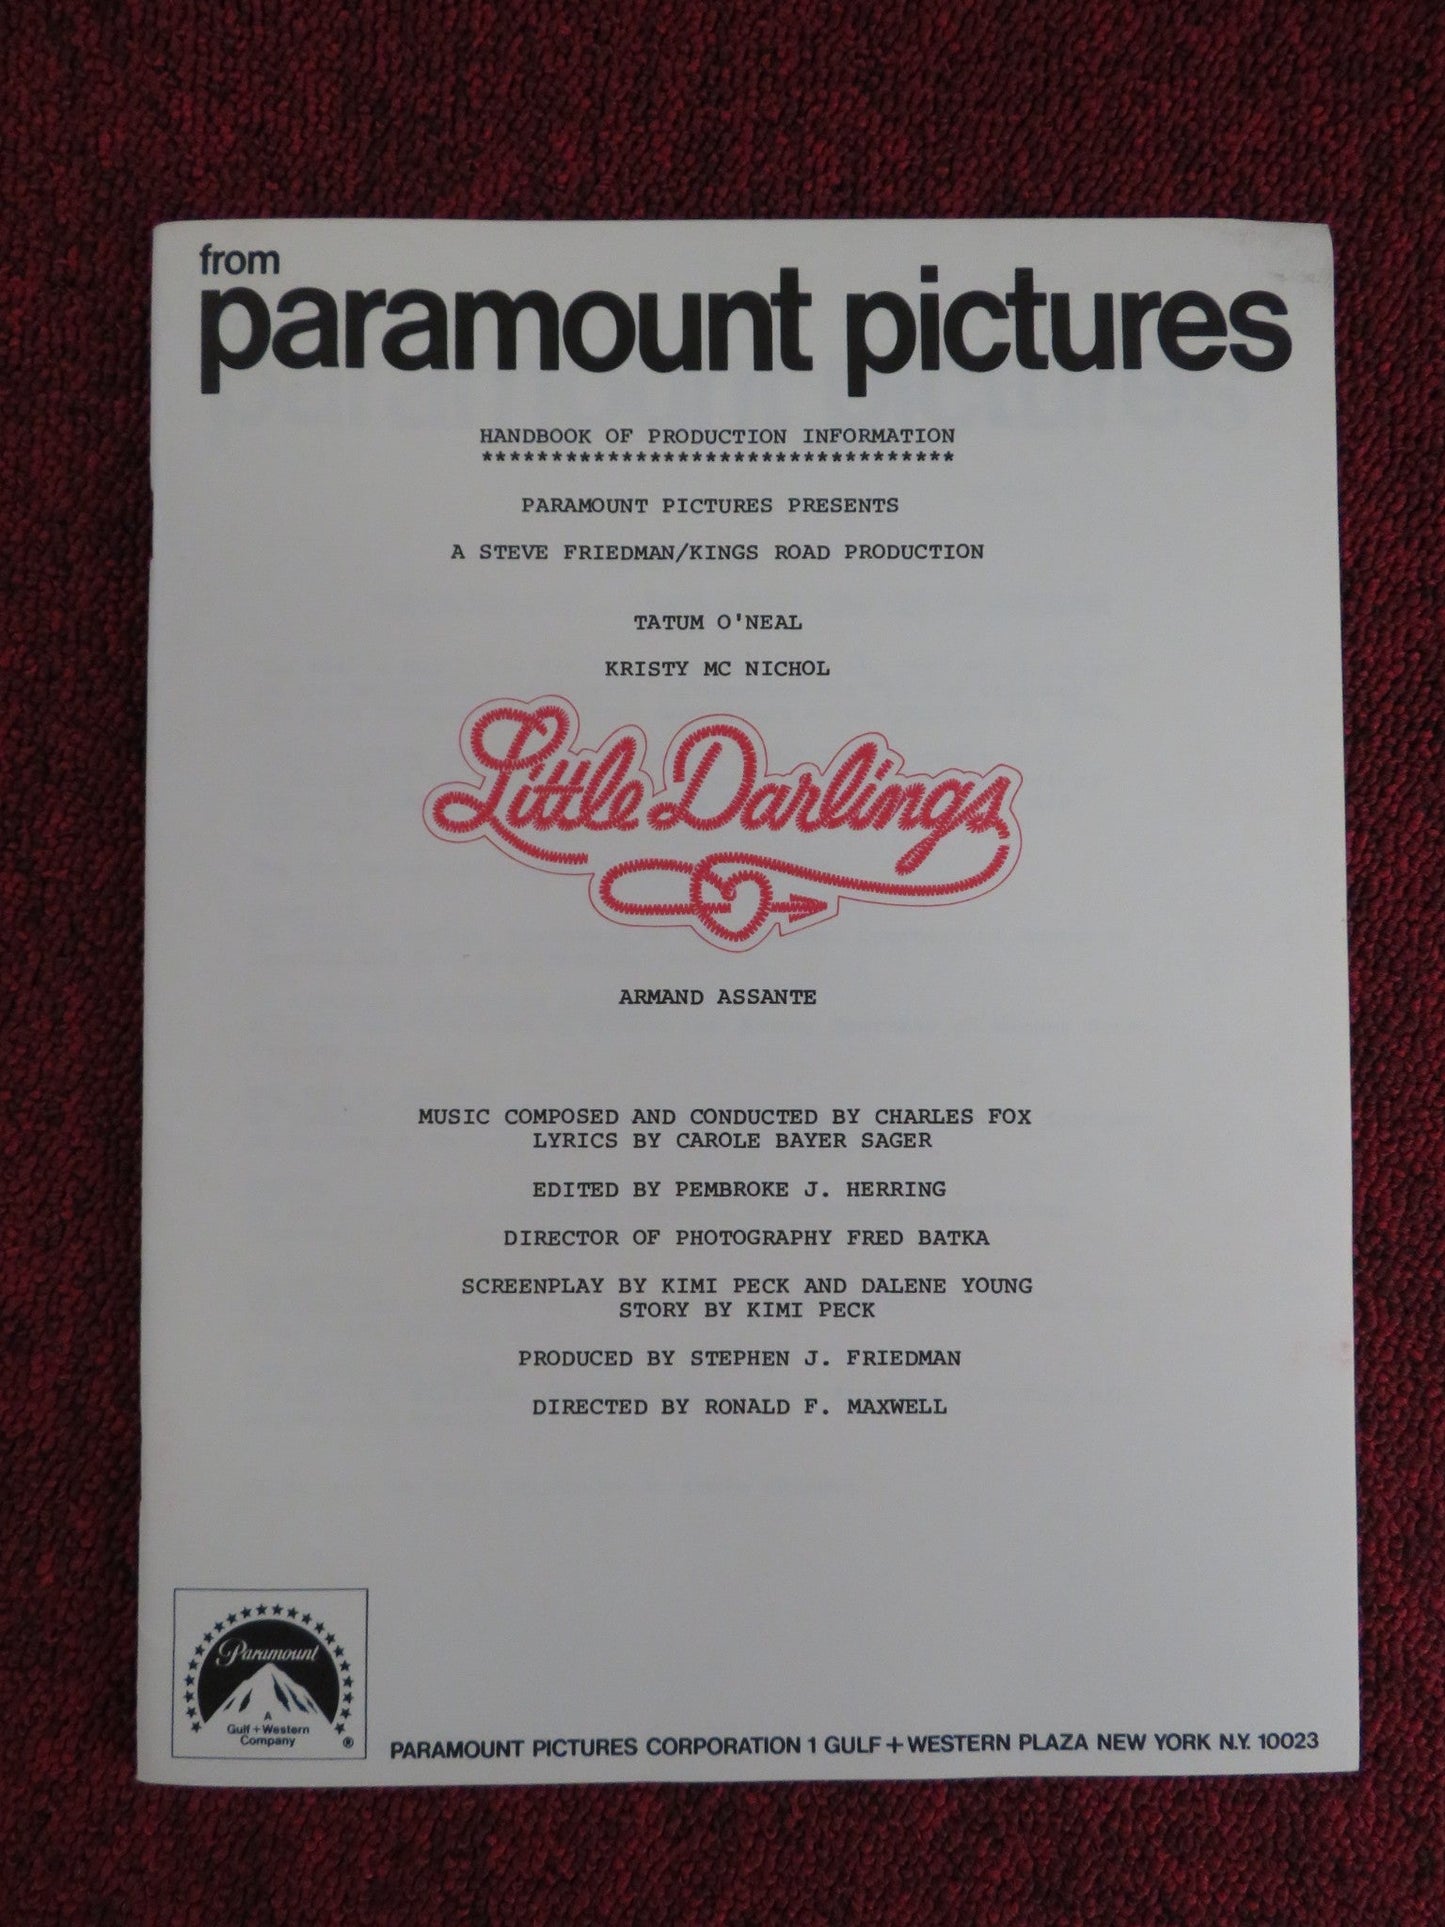 from
paramount pictures
HANDBOOK OF PRODUCTION INFORMATION
**********************************
PARAMOUNT PICTURES PRESENTS
A STEVE FRIEDMAN/KINGS ROAD PRODUCTION
TATUM O'NEAL
KRISTY MC NICHOL
Little Darlings
ARMAND ASSANTE
MUSIC COMPOSED AND CONDUCTED BY CHARLES FOX
LYRICS BY CAROLE BAYER SAGER
EDITED BY PEMBROKE J. HERRING
DIRECTOR OF PHOTOGRAPHY FRED BATKA
SCREENPLAY BY KIMI PECK AND DALENE YOUNG
STORY BY KIMI PECK
PRODUCED BY STEPHEN J. FRIEDMAN
DIRECTED BY RONALD F. MAXWELL
Paramount
A
Gulf+Western
Company
®
PARAMOUNT PICTURES CORPORATION 1 GULF+WESTERN PLAZA NEW YORK N.Y. 10023